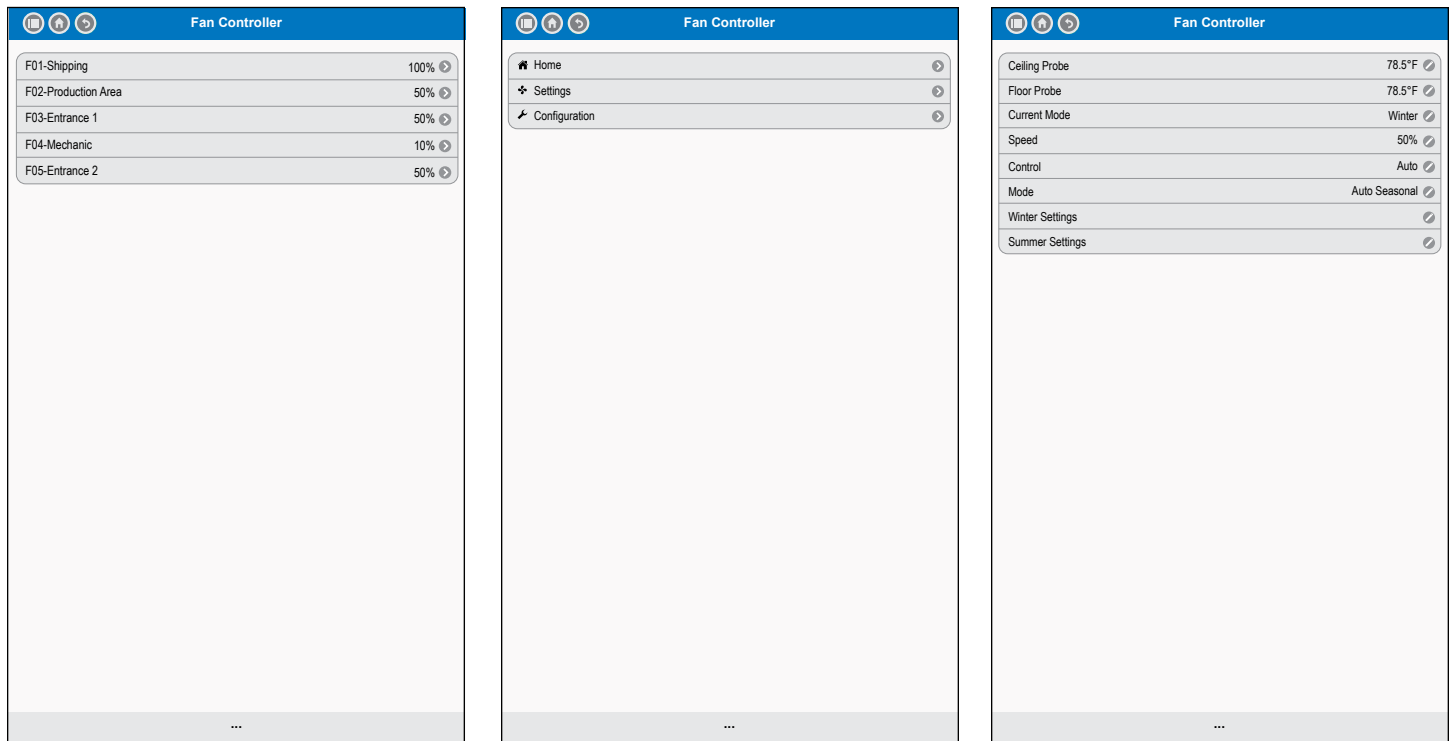 Fan Controller
F01-Shipping 100%
F02-Production Area 50%
F03-Entrance 1 50%
F04-Mechanic 10%
F05-Entrance 2 50%
...
Fan Controller
Home
Settings
Configuration
...
Fan Controller
Ceiling Probe 78.5°F
Floor Probe 78.5°F
Current Mode Winter
Speed 50%
Control Auto
Mode Auto Seasonal
Winter Settings
Summer Settings
...